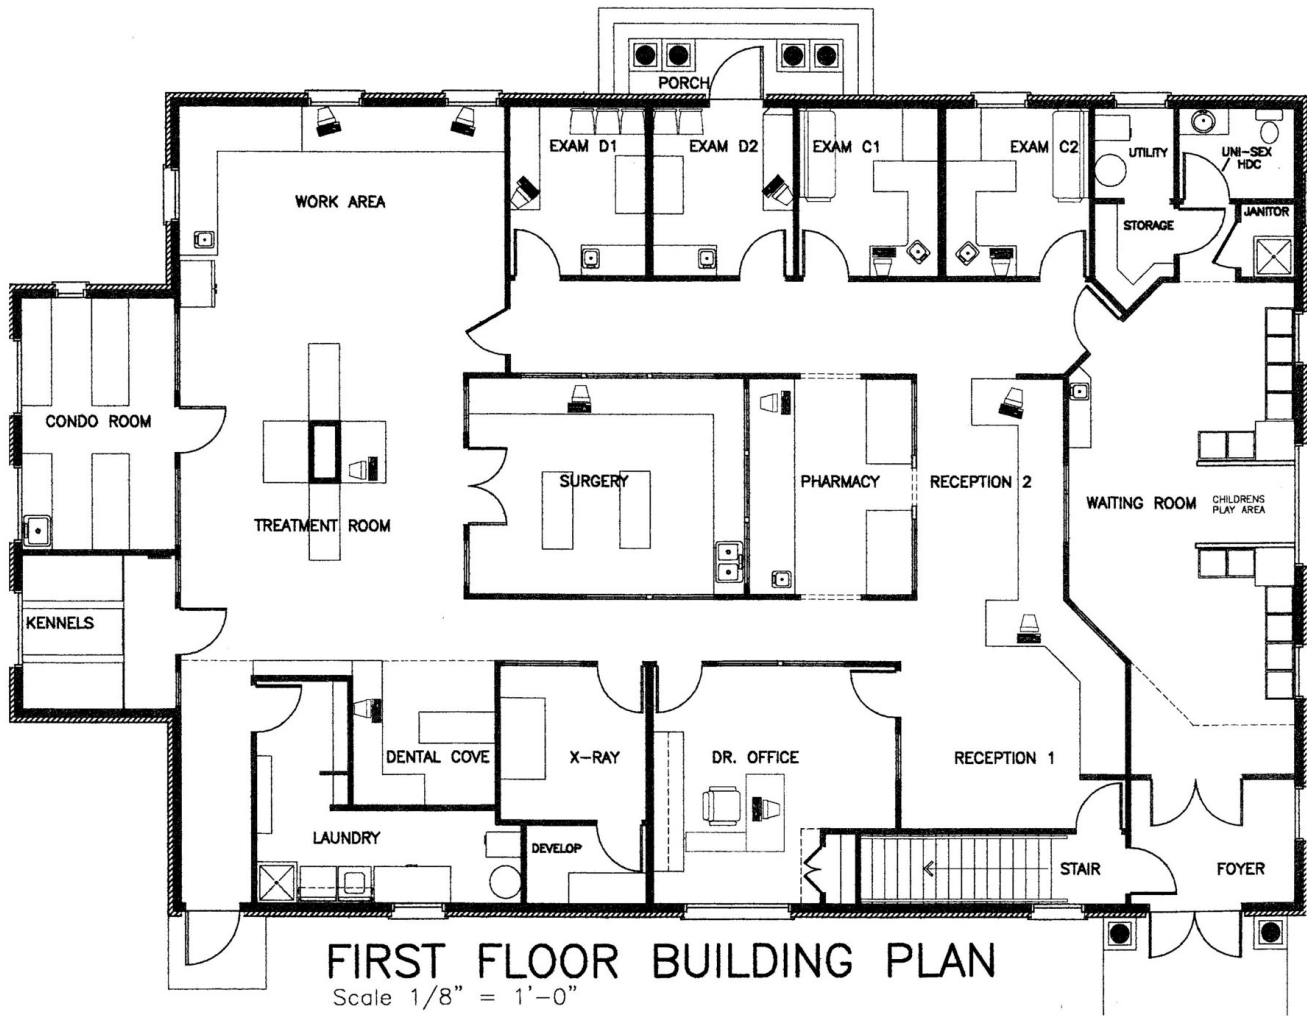 PORCH
EXAM D1
EXAM D2
EXAM C1
EXAM C2
UTILITY
UNI-SEX
HDC
WORK AREA
STORAGE
JANITOR
CONDO ROOM
SURGERY
PHARMACY
RECEPTION 2
WAITING ROOM
CHILDRENS
PLAY AREA
TREATMENT ROOM
KENNELS
DENTAL COVE
X-RAY
DR. OFFICE
RECEPTION 1
LAUNDRY
DEVELOP
STAIR
FOYER
FIRST FLOOR BUILDING PLAN
Scale 1/8" = 1'-0"